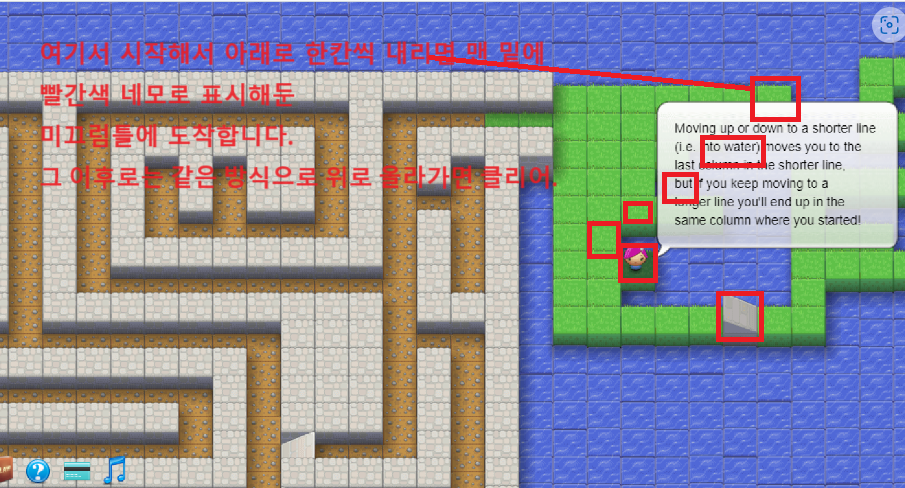 여기서 시작해서 아래로 한칸씩 내리면 맨 밑에
빨간색 네모로 표시해둔
미끄럼틀에 도착합니다.
그 이후로는 같은 방식으로 위로 올라가면 클리어.
Moving up or down to a shorter line
(i.e. into water) moves you to the
last column in the shorter line,
but if you keep moving to a
longer line you'll end up in the
same column where you started!